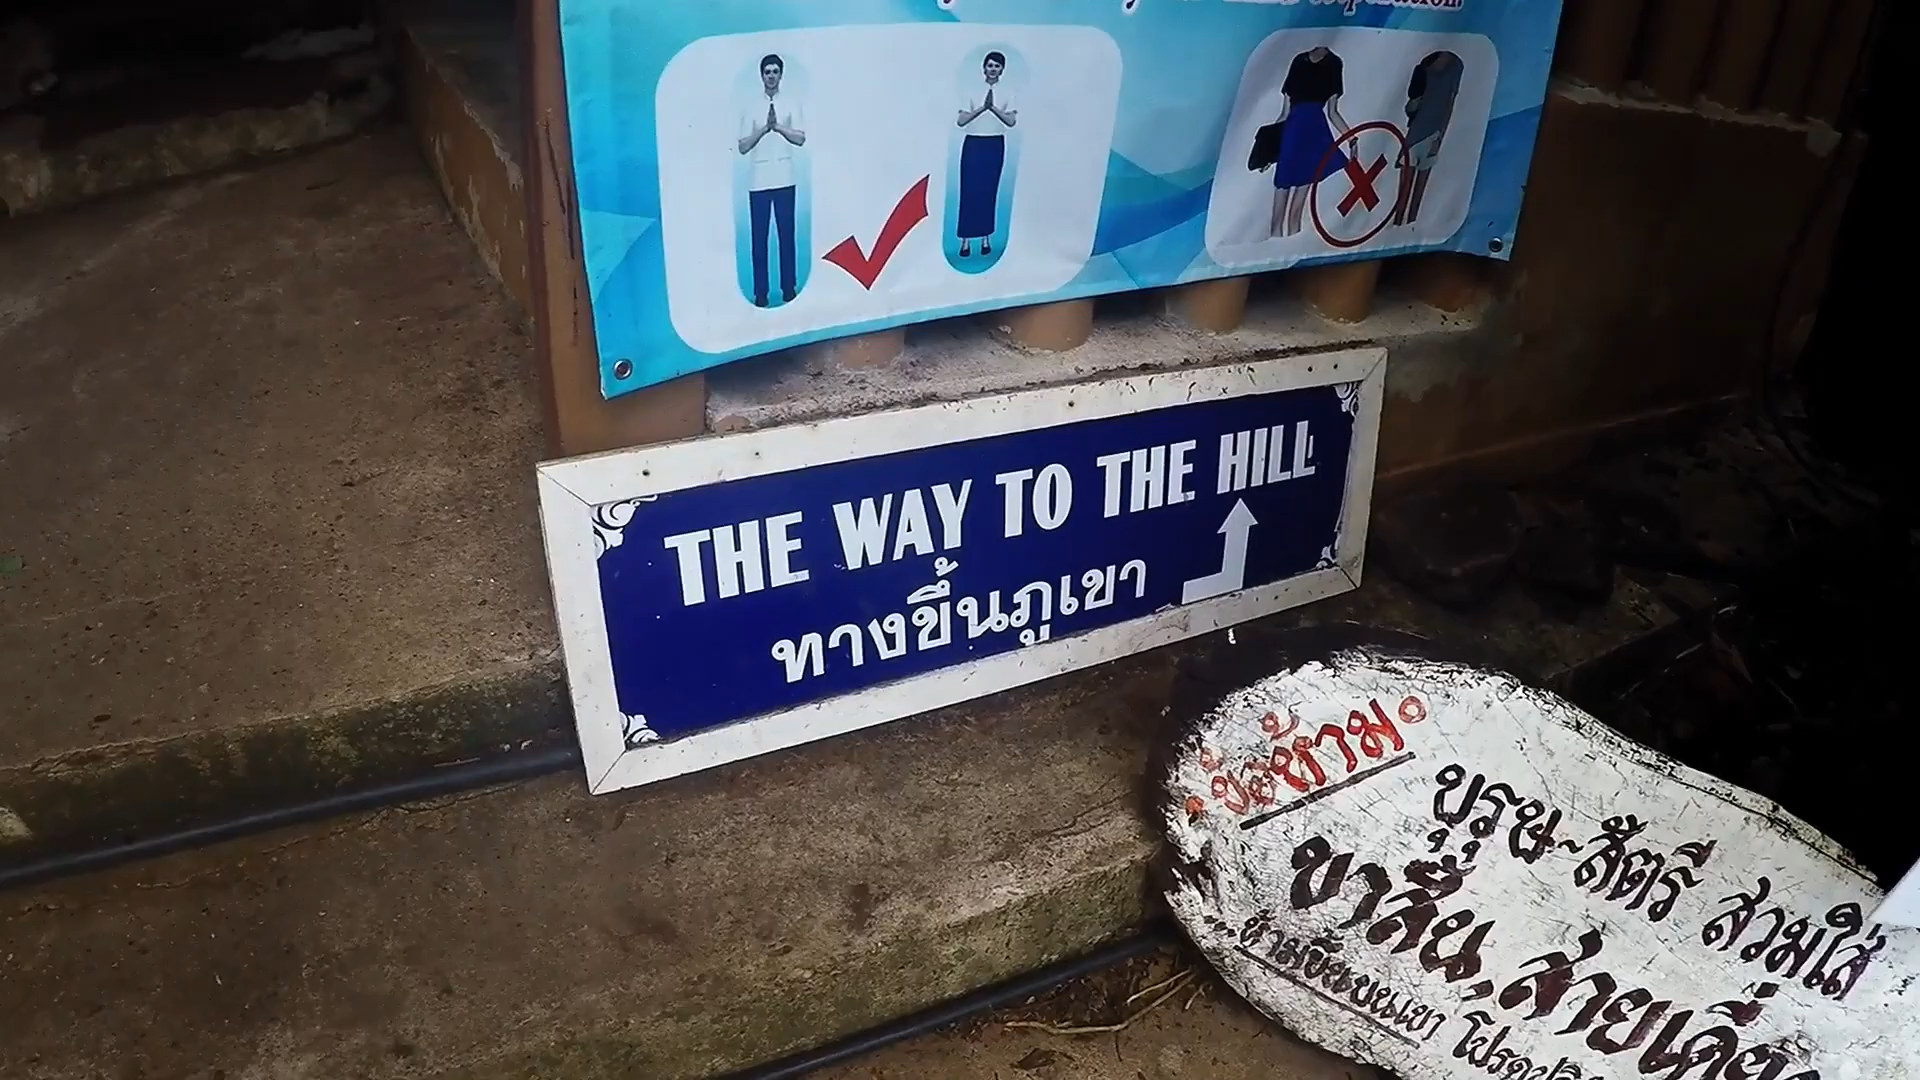 THE WAY TO THE HILL
ทางขึ้นภูเขา
ข้อห้าม
บุรุษ-สตรี สวมใส่
ขาสั้น, สายเดี่ยว
ห้ามขึ้นบนเขา